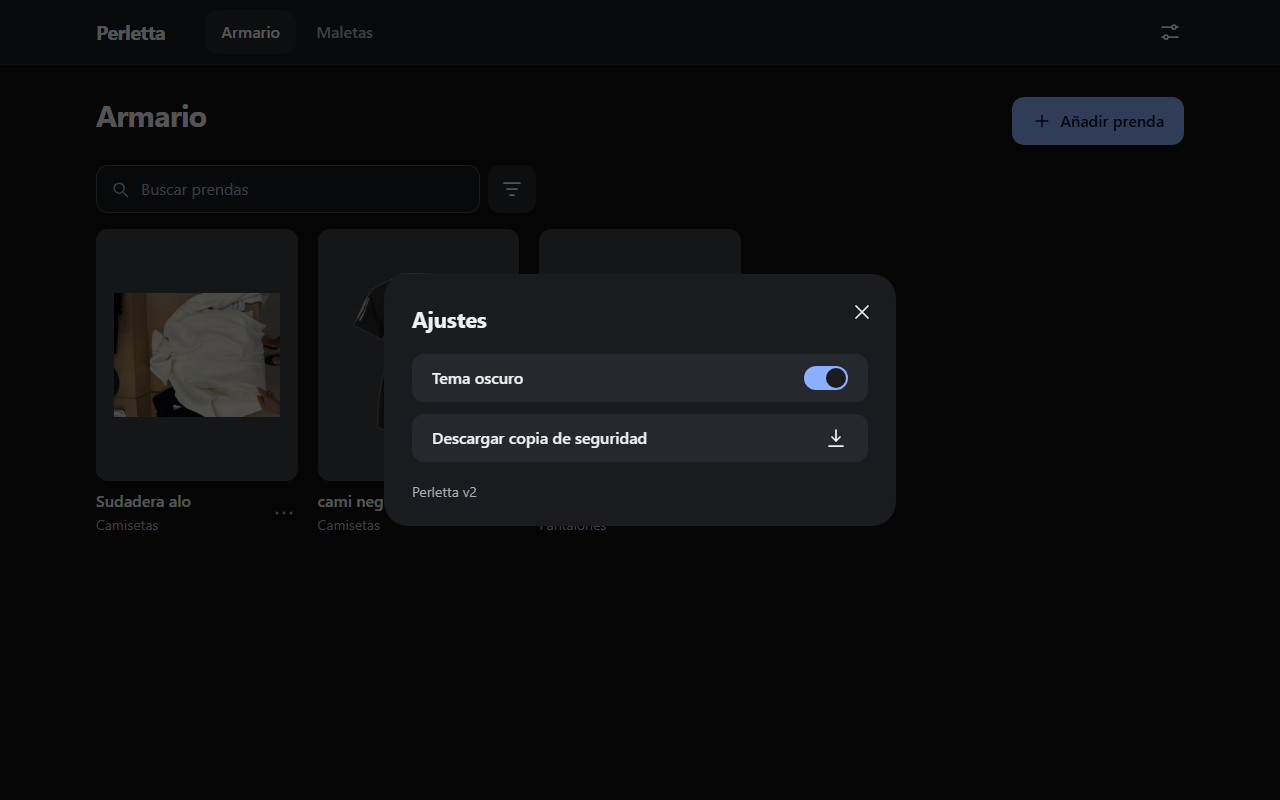 Perletta
Armario
Maletas
Armario
Añadir prenda
Buscar prendas
Ajustes
Tema oscuro
Descargar copia de seguridad
Perletta v2
Sudadera alo
Camisetas
cami neg
Camisetas
Pantalones